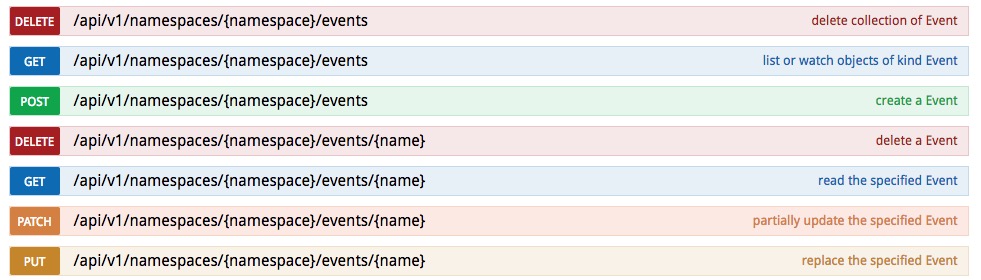 DELETE /api/v1/namespaces/{namespace}/events delete collection of Event
GET /api/v1/namespaces/{namespace}/events list or watch objects of kind Event
POST /api/v1/namespaces/{namespace}/events create a Event
DELETE /api/v1/namespaces/{namespace}/events/{name} delete a Event
GET /api/v1/namespaces/{namespace}/events/{name} read the specified Event
PATCH /api/v1/namespaces/{namespace}/events/{name} partially update the specified Event
PUT /api/v1/namespaces/{namespace}/events/{name} replace the specified Event